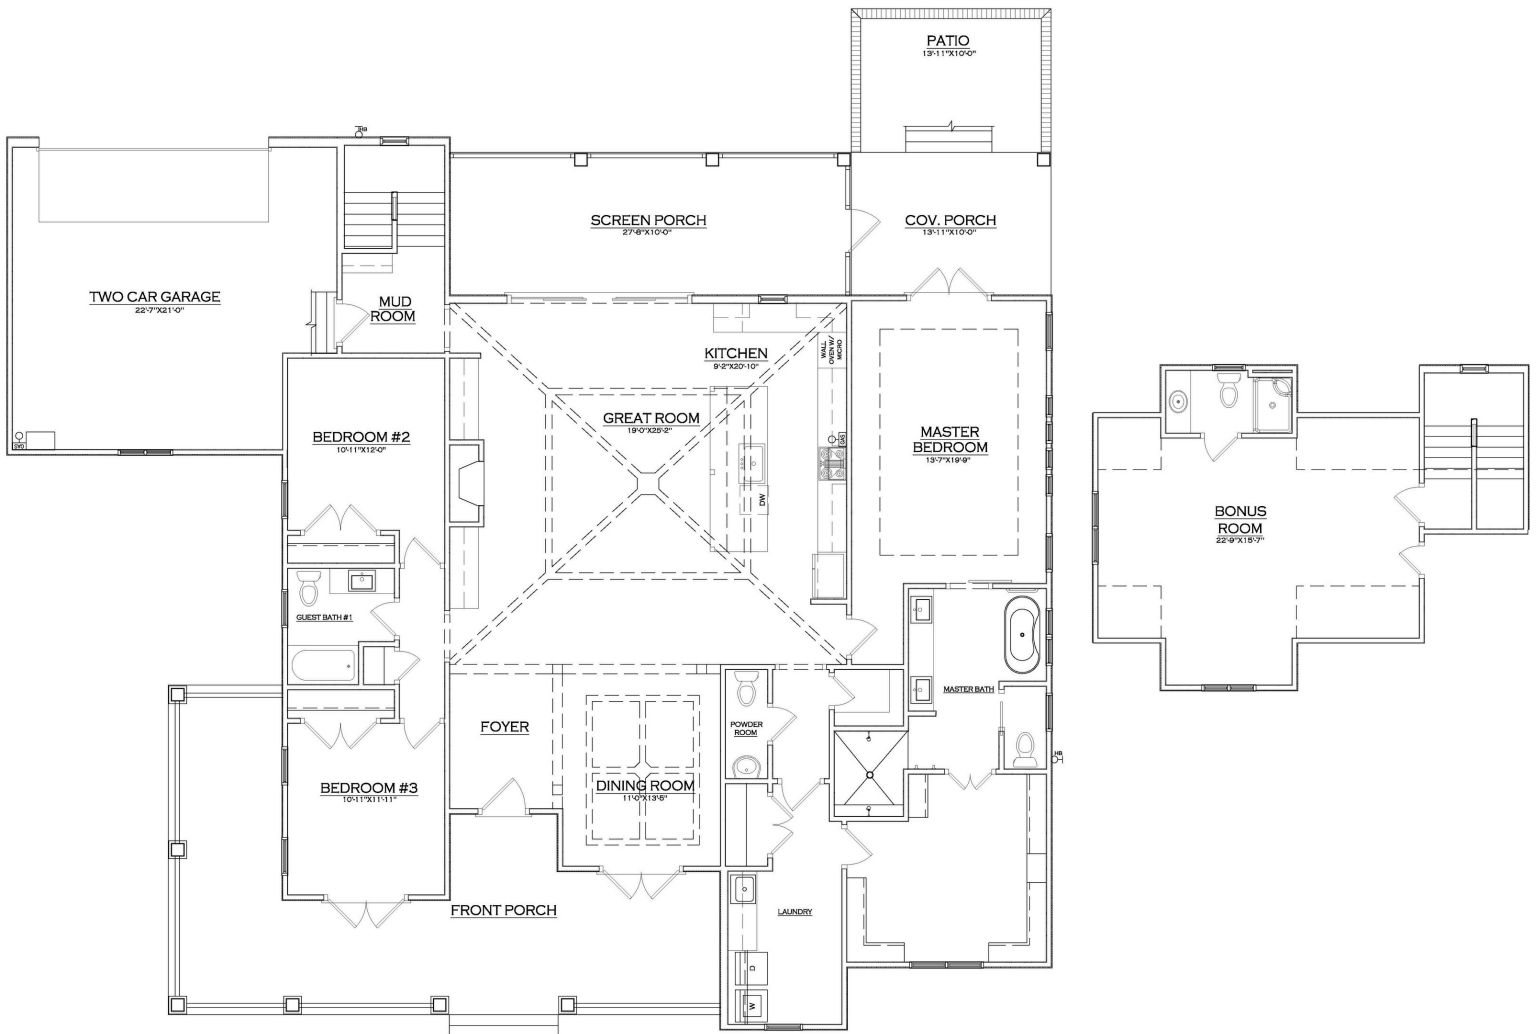 PATIO
13'-11"X10'-0"
HB
SCREEN PORCH
27'-8"X10'-0"
COV. PORCH
13'-11"X10'-0"
TWO CAR GARAGE
22'-7"X21'-0"
MUD
ROOM
KITCHEN
9'-2"X20'-10"
WALL
OVEN W/
MICRO
GREAT ROOM
19'-0"X25'-2"
BEDROOM #2
10'-11"X12'-0"
MASTER
BEDROOM
13'-7"X19'-9"
GAS
DW
BONUS
ROOM
22'-9"X15'-7"
GUEST BATH #1
MASTER BATH
FOYER
POWDER
ROOM
HB
BEDROOM #3
10'-11"X11'-11"
DINING ROOM
11'-0"X13'-5"
FRONT PORCH
LAUNDRY
D
W